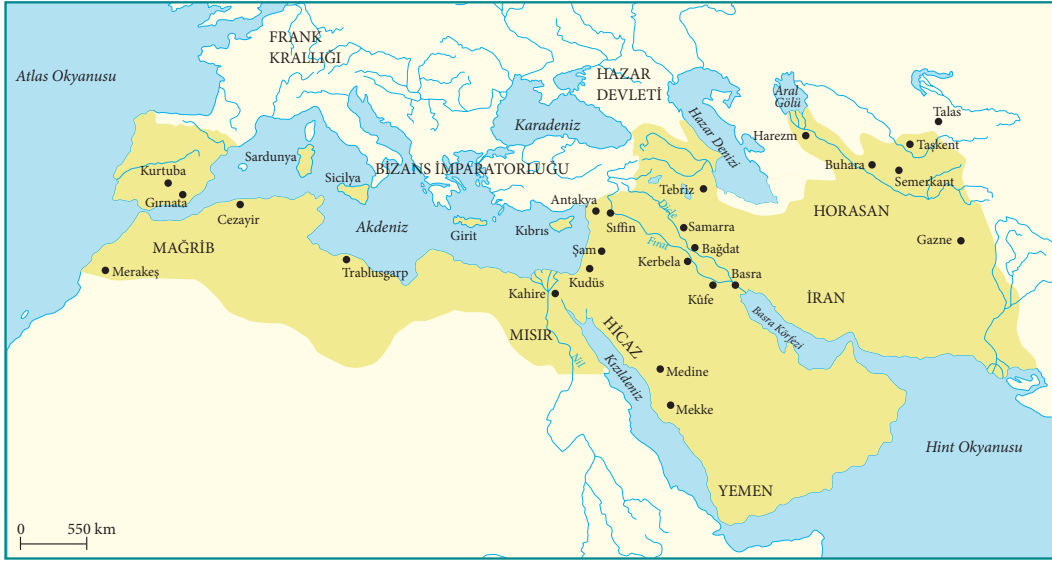 FRANK
KRALLIĞI
Atlas Okyanusu
HAZAR
DEVLETİ
Aral
Gölü
Talas
Hazar Denizi
Karadeniz
Harezm
Taşkent
Sardunya
Kurtuba
Sicilya
BİZANS İMPARATORLUĞU
Buhara
Semerkant
Gırnata
Tebriz
Antakya
Dicle
HORASAN
Cezayir
Akdeniz
Girit
Kıbrıs
Sıffin
Samarra
Gazne
MAĞRİB
Şam
Fırat
Bağdat
Kerbela
Merakeş
Trablusgarp
Kudüs
Basra
Kahire
Kûfe
İRAN
MISIR
HİCAZ
Basra Körfezi
Nil
Kızıldeniz
Medine
Mekke
Hint Okyanusu
YEMEN
0 550 km